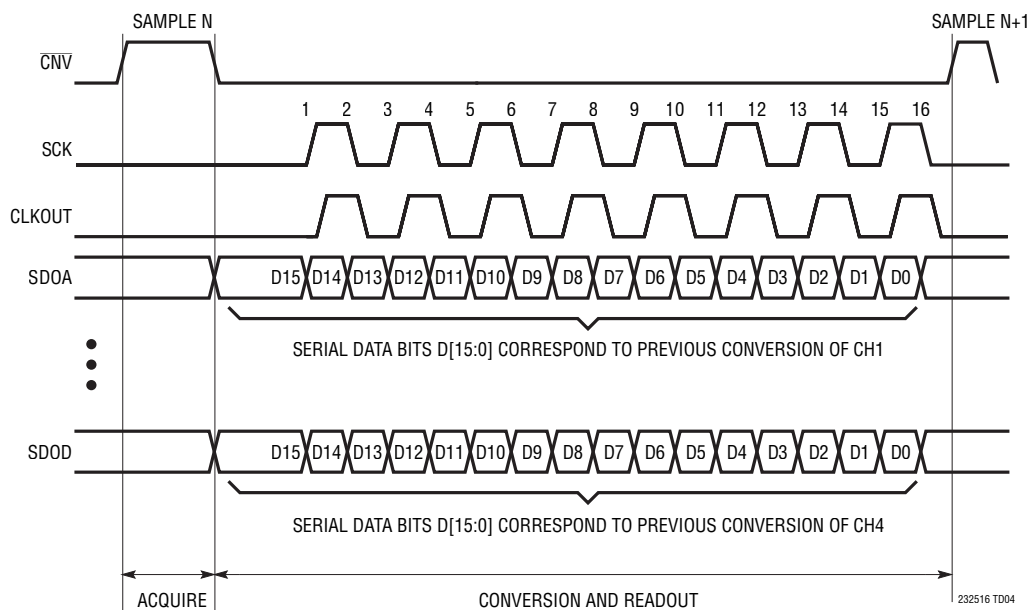 SAMPLE N SAMPLE N+1
CNV
1 2 3 4 5 6 7 8 9 10 11 12 13 14 15 16
SCK
CLKOUT
SDOA D15 D14 D13 D12 D11 D10 D9 D8 D7 D6 D5 D4 D3 D2 D1 D0
SERIAL DATA BITS D[15:0] CORRESPOND TO PREVIOUS CONVERSION OF CH1
SDOD D15 D14 D13 D12 D11 D10 D9 D8 D7 D6 D5 D4 D3 D2 D1 D0
SERIAL DATA BITS D[15:0] CORRESPOND TO PREVIOUS CONVERSION OF CH4
ACQUIRE CONVERSION AND READOUT 232516 TD04